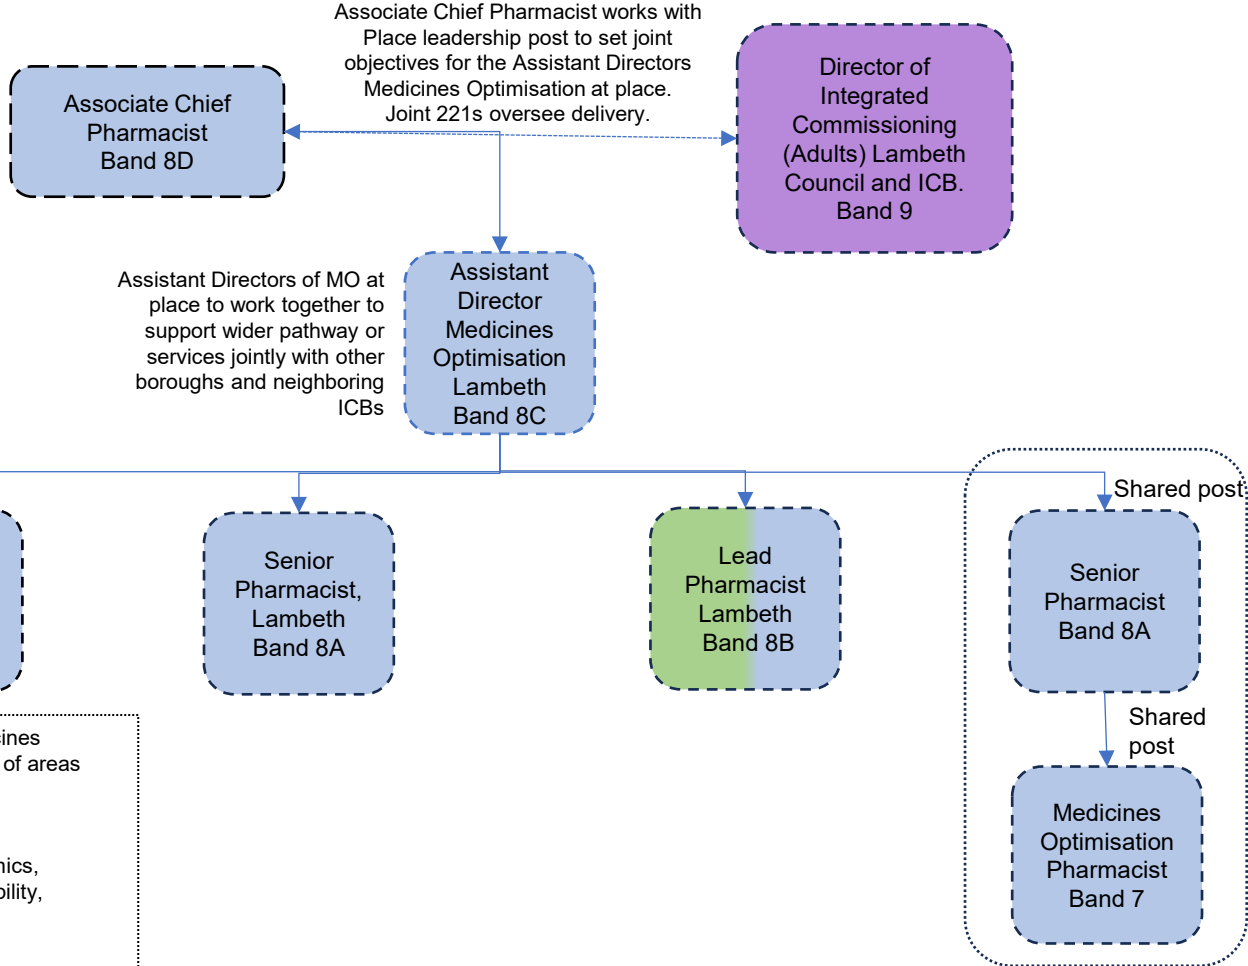 Associate Chief Pharmacist works with
Place leadership post to set joint
objectives for the Assistant Directors
Medicines Optimisation at place.
Joint 221s oversee delivery.
Associate Chief
Pharmacist
Band 8D
Director of
Integrated
Commissioning
(Adults) Lambeth
Council and ICB.
Band 9
Assistant Directors of MO at
place to work together to
support wider pathway or
services jointly with other
boroughs and neighboring
ICBs
Assistant
Director
Medicines
Optimisation
Lambeth
Band 8C
Shared post
Senior
Pharmacist,
Lambeth
Band 8A
Lead
Pharmacist
Lambeth
Band 8B
Senior
Pharmacist
Band 8A
Shared
post
Medicines
Optimisation
Pharmacist
Band 7
of areas